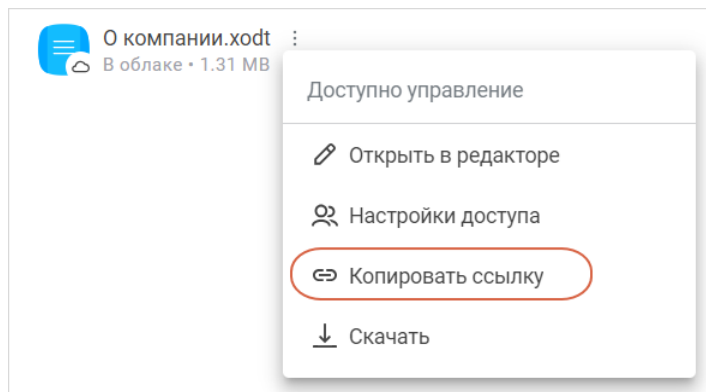 О компании.xodt
В облаке • 1.31 MB
Доступно управление
Открыть в редакторе
Настройки доступа
Копировать ссылку
Скачать